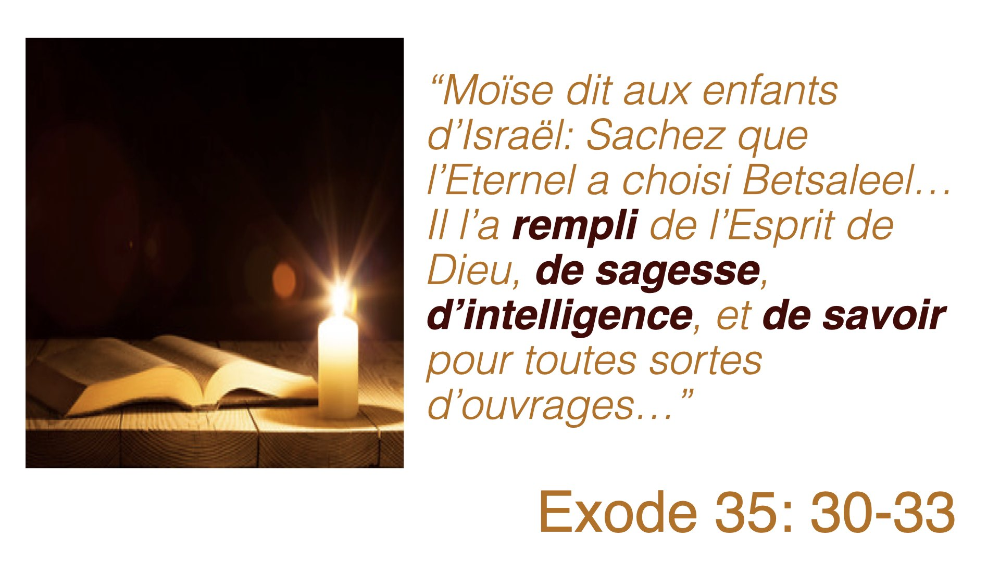 “Moïse dit aux enfants
d’Israël: Sachez que
l’Eternel a choisi Betsaleel…
Il l’a rempli de l’Esprit de
Dieu, de sagesse,
d’intelligence, et de savoir
pour toutes sortes
d’ouvrages…”
Exode 35: 30-33